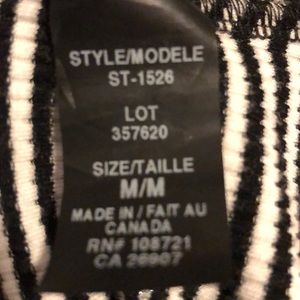 STYLE/MODELE
ST-1526
LOT
357620
SIZE/TAILLE
M/M
MADE IN / FAIT AU
CANADA
RN# 108721
CA 26907